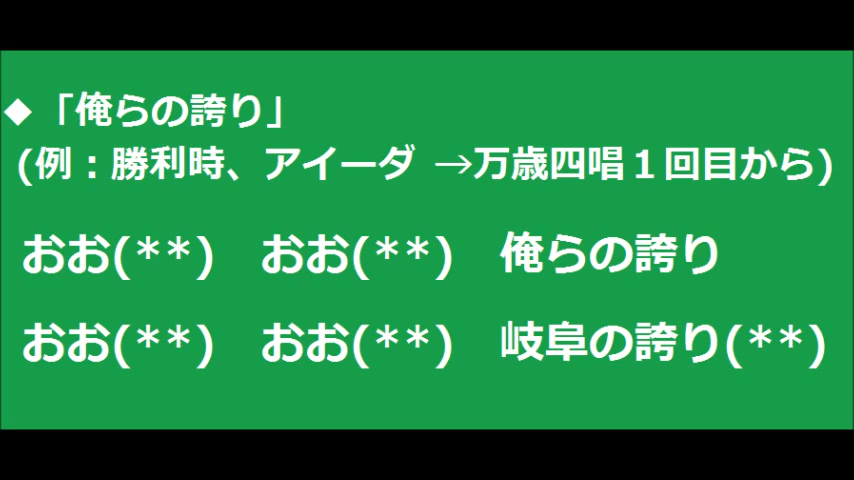 ◆「俺らの誇り」
(例：勝利時、アイーダ →万歳四唱１回目から)
おお(**) おお(**) 俺らの誇り
おお(**) おお(**) 岐阜の誇り(**)